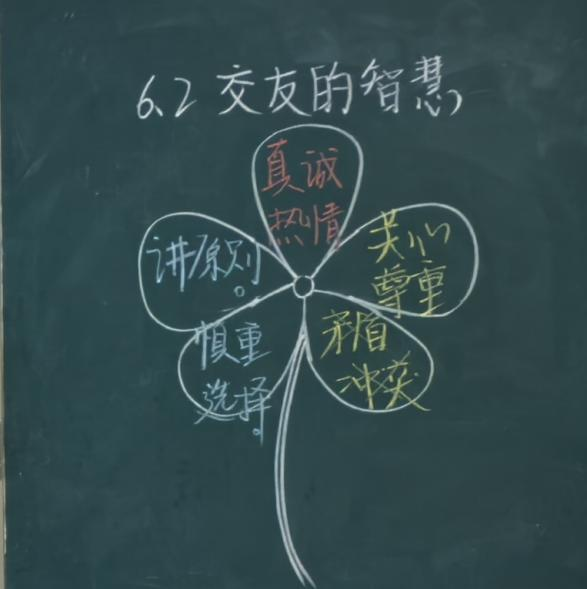 6.2 交友的智慧
真诚
热情
讲原则。
关心
尊重
慎重
选择。
矛盾
冲突